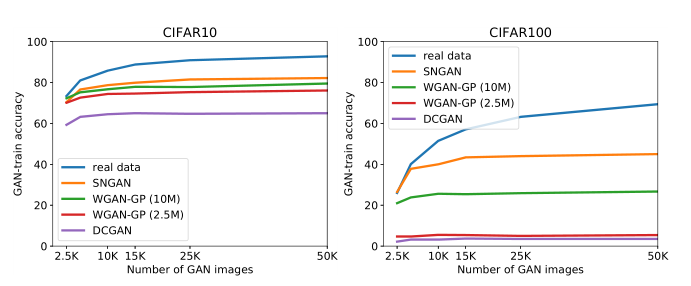 CIFAR10
GAN-train accuracy
100
80
60
40
20
0
real data
SNGAN
WGAN-GP (10M)
WGAN-GP (2.5M)
DCGAN
2.5K 10K 15K 25K 50K
Number of GAN images
CIFAR100
GAN-train accuracy
100
80
60
40
20
0
real data
SNGAN
WGAN-GP (10M)
WGAN-GP (2.5M)
DCGAN
2.5K 10K 15K 25K 50K
Number of GAN images